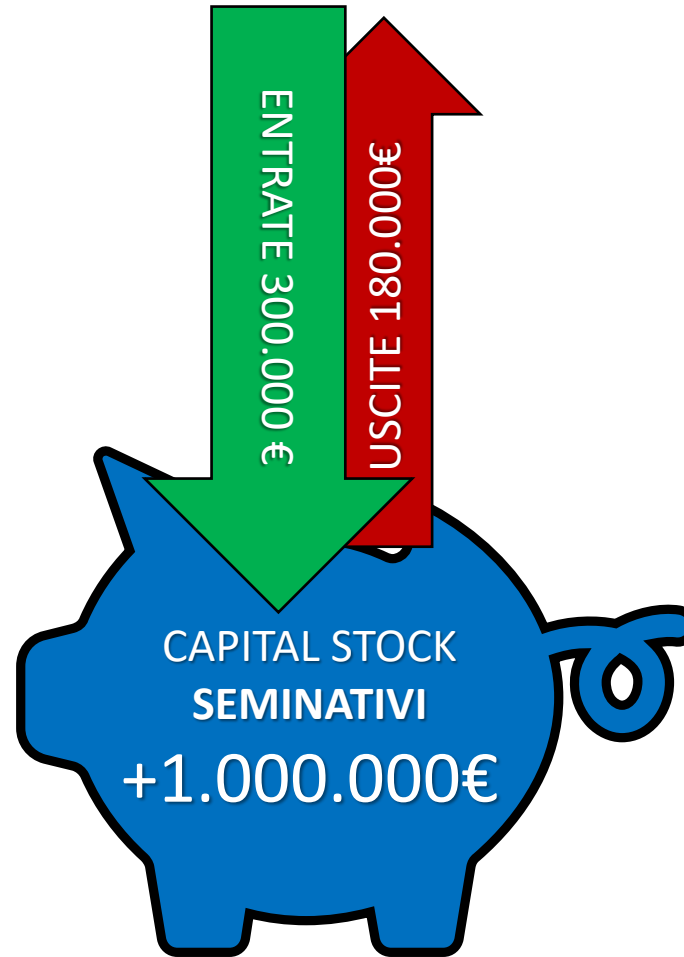 ENTRATE 300.000 €
USCITE 180.000€
CAPITAL STOCK
SEMINATIVI
+1.000.000€